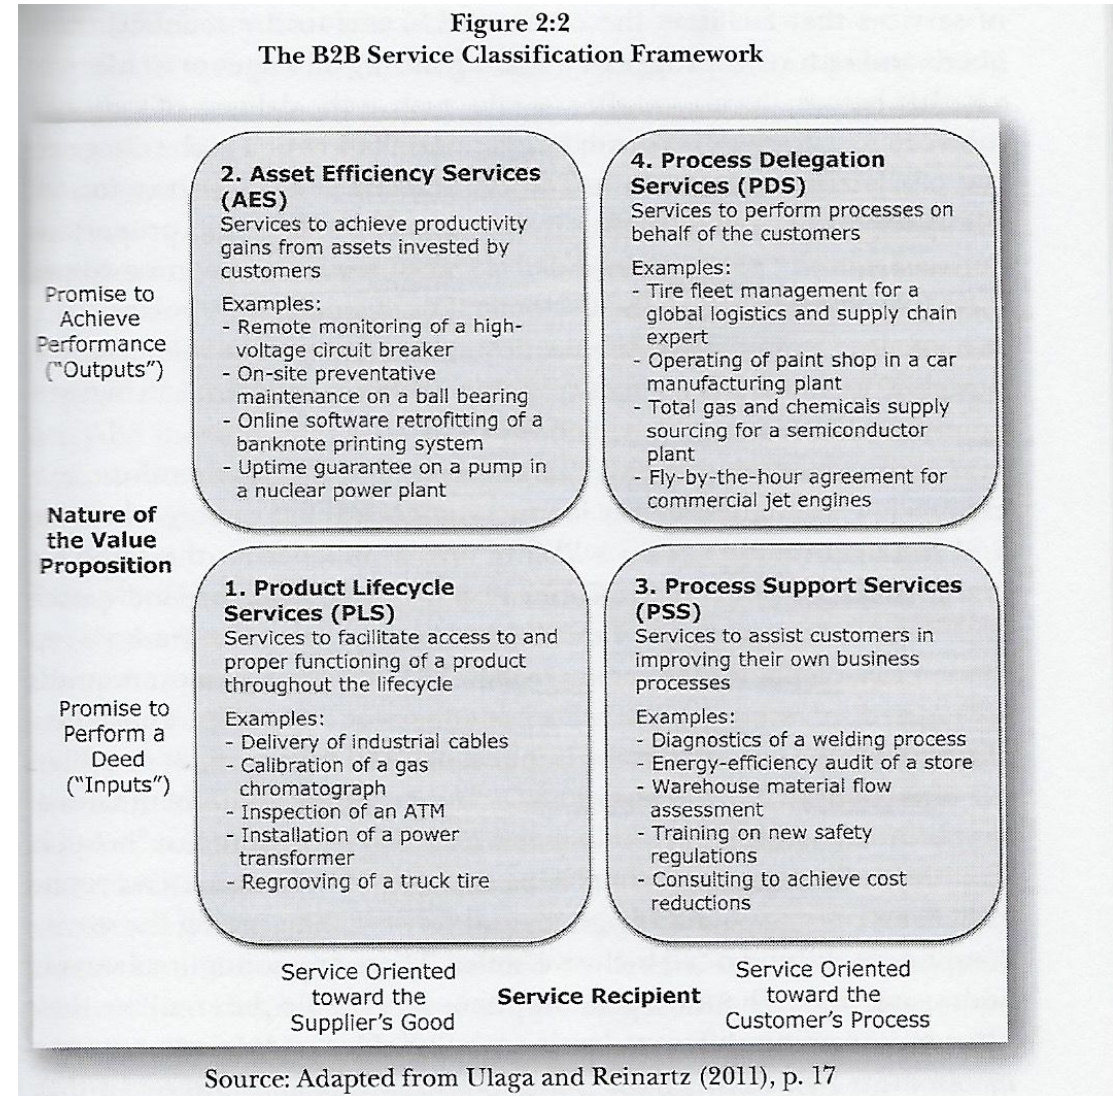 Figure 2:2
The B2B Service Classification Framework
2. Asset Efficiency Services
(AES)
Services to achieve productivity
gains from assets invested by
customers
Examples:
- Remote monitoring of a high-
voltage circuit breaker
- On-site preventative
maintenance on a ball bearing
- Online software retrofitting of a
banknote printing system
- Uptime guarantee on a pump in
a nuclear power plant
4. Process Delegation
Services (PDS)
Services to perform processes on
behalf of the customers
Examples:
- Tire fleet management for a
global logistics and supply chain
expert
- Operating of paint shop in a car
manufacturing plant
- Total gas and chemicals supply
sourcing for a semiconductor
plant
- Fly-by-the-hour agreement for
commercial jet engines
Promise to
Achieve
Performance
("Outputs")
Nature of
the Value
Proposition
1. Product Lifecycle
Services (PLS)
Services to facilitate access to and
proper functioning of a product
throughout the lifecycle
Examples:
- Delivery of industrial cables
- Calibration of a gas
chromatograph
- Inspection of an ATM
- Installation of a power
transformer
- Regrooving of a truck tire
3. Process Support Services
(PSS)
Services to assist customers in
improving their own business
processes
Examples:
- Diagnostics of a welding process
- Energy-efficiency audit of a store
- Warehouse material flow
assessment
- Training on new safety
regulations
- Consulting to achieve cost
reductions
Promise to
Perform a
Deed
("Inputs")
Service Oriented
toward the
Supplier's Good
Service Recipient
Service Oriented
toward the
Customer's Process
Source: Adapted from Ulaga and Reinartz (2011), p. 17